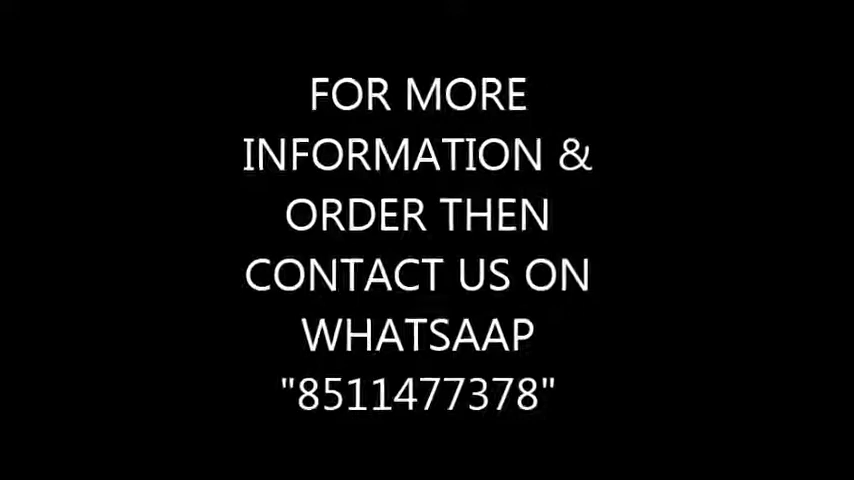 FOR MORE
INFORMATION &
ORDER THEN
CONTACT US ON
WHATSAAP
"8511477378"